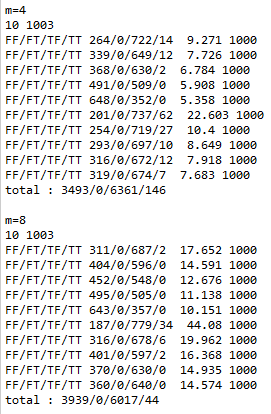 m=4
10 1003
FF/FT/TF/TT 264/0/722/14  9.271 1000
FF/FT/TF/TT 339/0/649/12  7.726 1000
FF/FT/TF/TT 368/0/630/2  6.784 1000
FF/FT/TF/TT 491/0/509/0  5.908 1000
FF/FT/TF/TT 648/0/352/0  5.358 1000
FF/FT/TF/TT 201/0/737/62  22.603 1000
FF/FT/TF/TT 254/0/719/27  10.4 1000
FF/FT/TF/TT 293/0/697/10  8.649 1000
FF/FT/TF/TT 316/0/672/12  7.918 1000
FF/FT/TF/TT 319/0/674/7  7.683 1000
total : 3493/0/6361/146

m=8
10 1003
FF/FT/TF/TT 311/0/687/2  17.652 1000
FF/FT/TF/TT 404/0/596/0  14.591 1000
FF/FT/TF/TT 452/0/548/0  12.676 1000
FF/FT/TF/TT 495/0/505/0  11.138 1000
FF/FT/TF/TT 643/0/357/0  10.151 1000
FF/FT/TF/TT 187/0/779/34  44.08 1000
FF/FT/TF/TT 316/0/678/6  19.962 1000
FF/FT/TF/TT 401/0/597/2  16.368 1000
FF/FT/TF/TT 370/0/630/0  14.935 1000
FF/FT/TF/TT 360/0/640/0  14.574 1000
total : 3939/0/6017/44